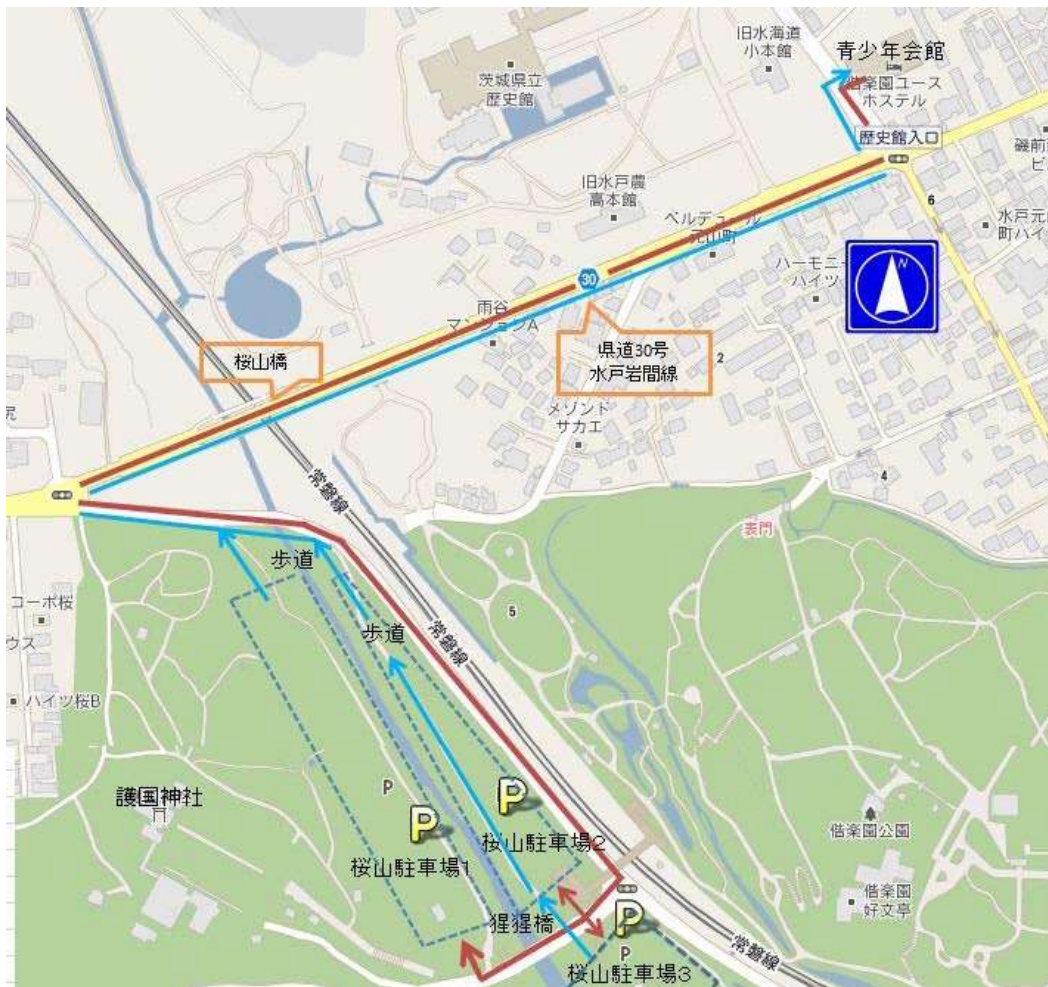 旧水海道
小本館
青少年会館
茨城県立
歴史館
偕楽園ユース
ホステル
歴史館入口
磯前
ビ
旧水戸農
高本館
ベルデュール
元山町
6
水戸元
町ハイ
N
ハーモニー
ハイツ
30
雨谷
マンションA
県道30号
水戸岩間線
2
桜山橋
尻
メゾンド
サカエ
4
常磐線
表門
歩道
コーポ桜
ウス
5
歩道
常磐線
ハイツ桜B
P
P
護国神社
P
桜山駐車場2
偕楽園公園
桜山駐車場1
偕楽園
好文亭
P
猩猩橋
P
常磐線
桜山駐車場3